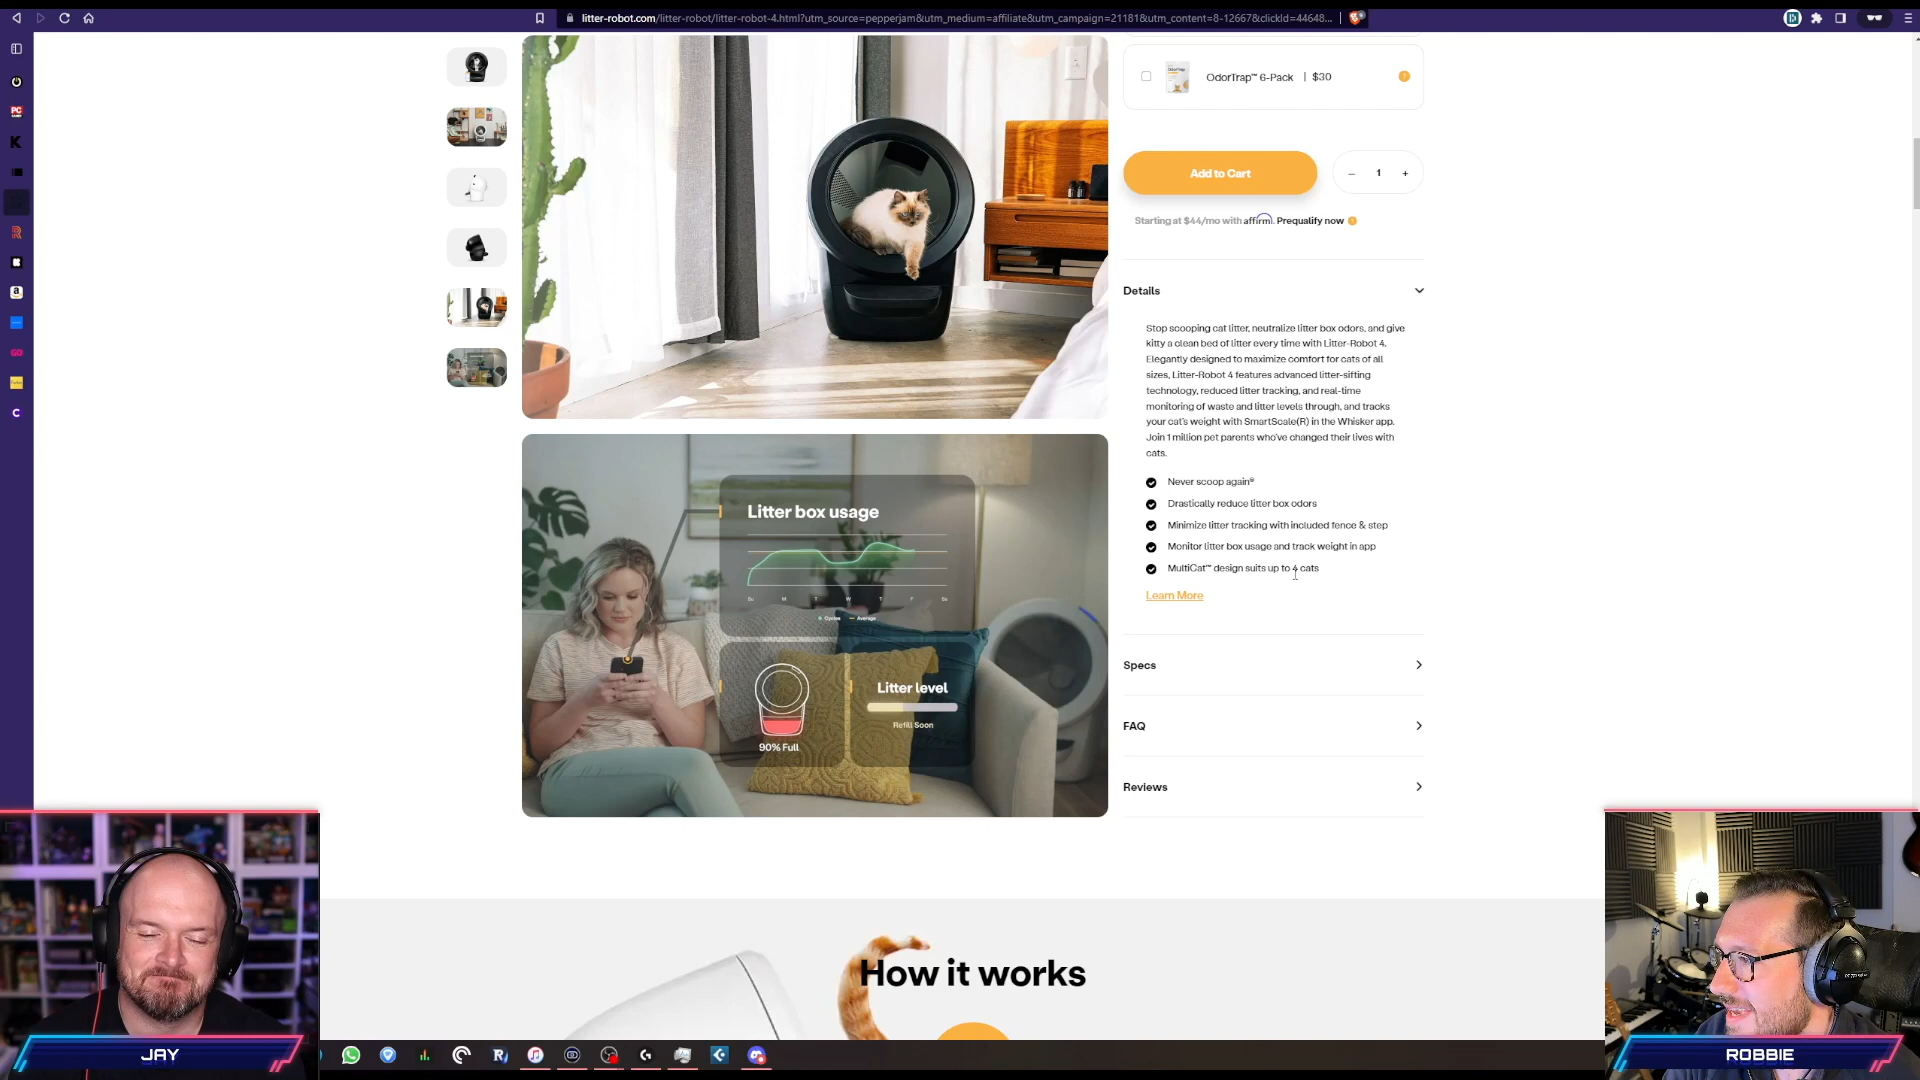 litter-robot.com/litter-robot/litter-robot-4.html?utm_source=pepperjam&utm_medium=affiliate&utm_campaign=21181&utm_content=8-12667&clickId=44648...
OdorTrap™ 6-Pack | $30
Add to Cart
– 1 +
Starting at $44/mo with affirm. Prequalify now
Details
Stop scooping cat litter, neutralize litter box odors, and give
kitty a clean bed of litter every time with Litter-Robot 4.
Elegantly designed to maximize comfort for cats of all
sizes, Litter-Robot 4 features advanced litter-sifting
technology, reduced litter tracking, and real-time
monitoring of waste and litter levels through, and tracks
your cat's weight with SmartScale(R) in the Whisker app.
Join 1 million pet parents who've changed their lives with
cats.
Never scoop again®
Drastically reduce litter box odors
Minimize litter tracking with included fence & step
Monitor litter box usage and track weight in app
MultiCat™ design suits up to 4 cats
Learn More
Specs
FAQ
Reviews
Litter box usage
Su M T W T F Sa
Cycles Average
90% Full
Litter level
Refill Soon
How it works
JAY
ROBBIE